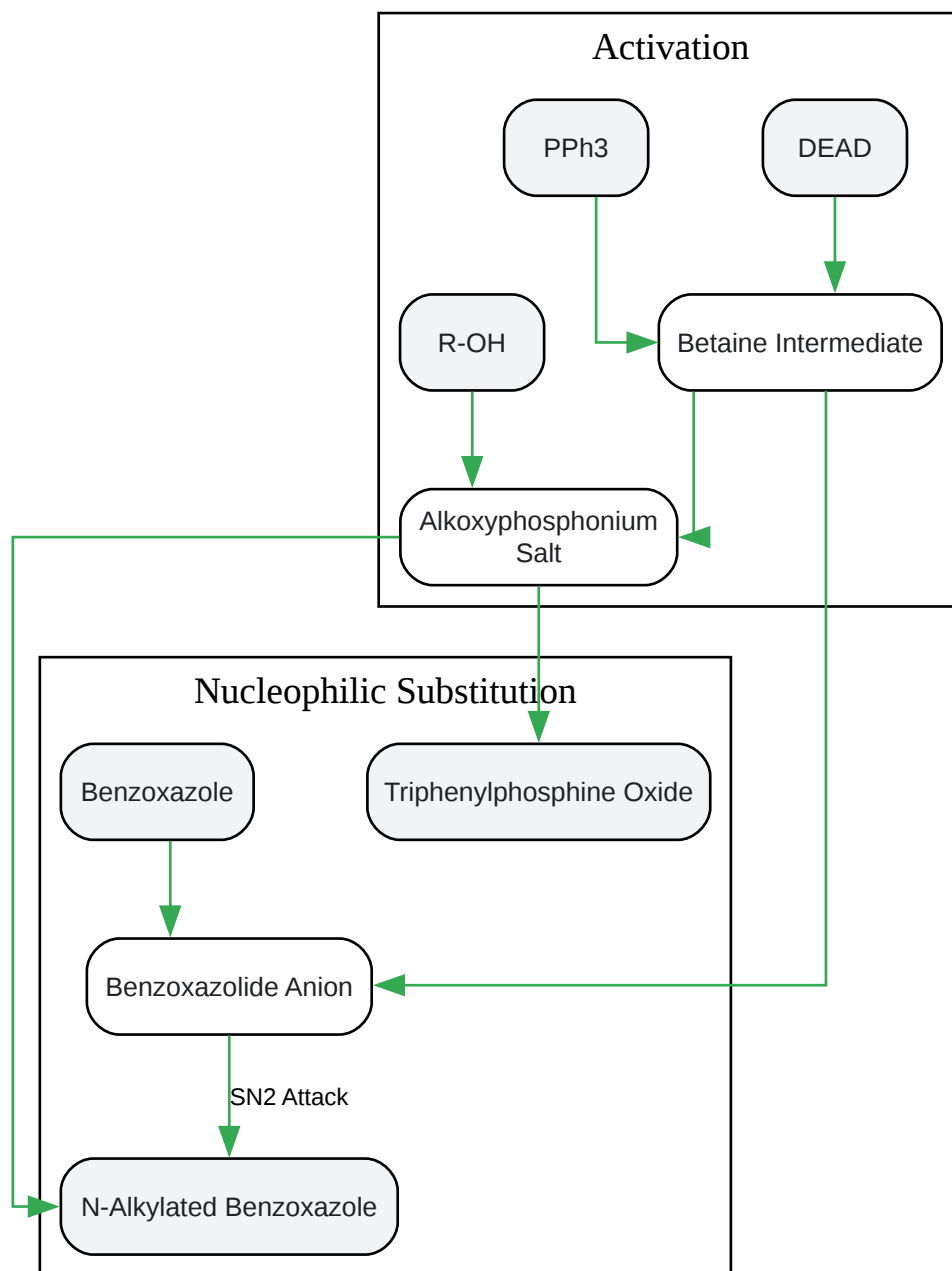 Activation
PPh3
DEAD
R-OH
Betaine Intermediate
Alkoxyphosphonium
Salt
Nucleophilic Substitution
Benzoxazole
Triphenylphosphine Oxide
Benzoxazolide Anion
SN2 Attack
N-Alkylated Benzoxazole